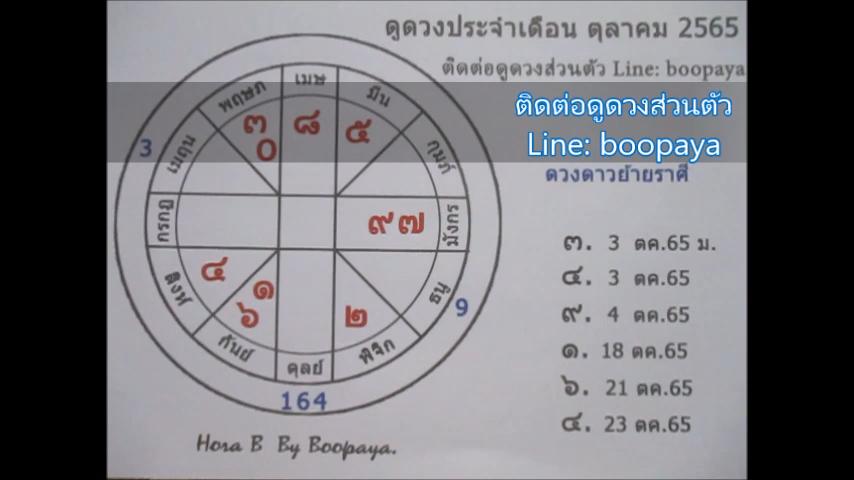 ดูดวงประจำเดือน ตุลาคม 2565
ติดต่อดูดวงส่วนตัว Line: boopaya
ติดต่อดูดวงส่วนตัว
Line: boopaya
ดวงดาวย้ายราศี
พฤษภ เมษ มีน
เมถุน ๓ ๐ ๘ ๕ กุมภ์
3
กรกฎ ๙ ๗ มังกร
สิงห์ ๔ ๑ ๖ ๒ ธนู
9
กันย์ ตุลย์ พิจิก
164
๓. 3 ตค.65 ม.
๔. 3 ตค.65
๙. 4 ตค.65
๑. 18 ตค.65
๖. 21 ตค.65
๔. 23 ตค.65
Hora B By Boopaya.